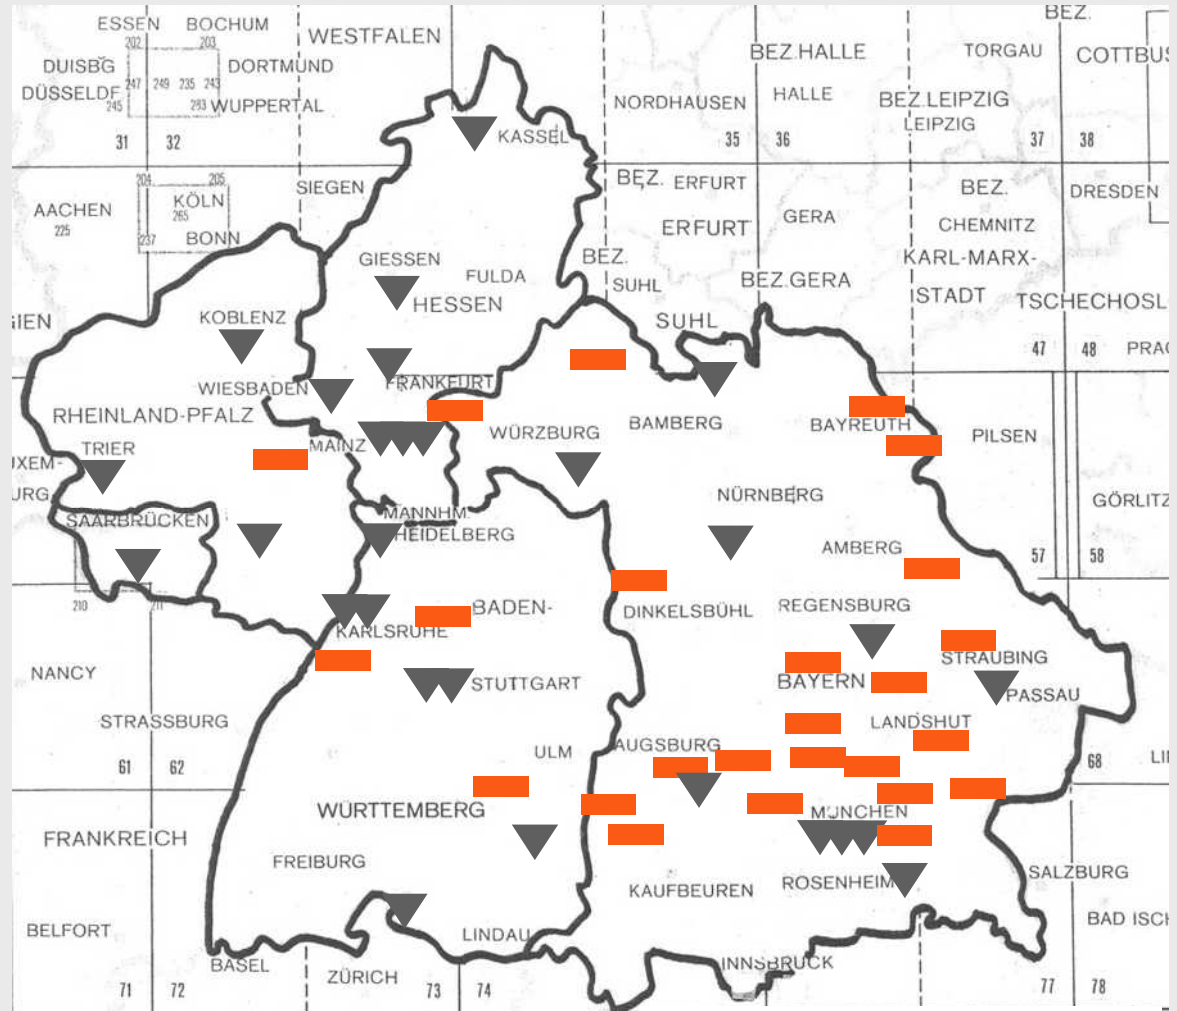 ESSEN BOCHUM
202 203
WESTFALEN
BEZ.
DUISBG DORTMUND
BEZ.HALLE
TORGAU
COTTBUS
247 249 235 243
DÜSSELDF
245 283 WUPPERTAL
HALLE
NORDHAUSEN
BEZ.LEIPZIG
LEIPZIG
KASSEL
31 32
35 36
37 38
204 205
SIEGEN
BEZ. ERFURT
BEZ.
DRESDEN
KÖLN
265
AACHEN
225
GERA
CHEMNITZ
ERFURT
237 BONN
GIESSEN
BEZ.
KARL-MARX-
FULDA
SUHL
BEZ.GERA
STADT
HESSEN
TSCHECHOSL
GIEN
KOBLENZ
SUHL
47 48 PRAG
WIESBADEN
FRANKFURT
RHEINLAND-PFALZ
BAMBERG
BAYREUTH
WÜRZBURG
PILSEN
MAINZ
TRIER
UXEM-
URG
NÜRNBERG
GÖRLITZ
SAARBRÜCKEN
MANNHM.
HEIDELBERG
AMBERG
57 58
210 211
BADEN-
DINKELSBÜHL
REGENSBURG
KARLSRUHE
STRAUBING
NANCY
STUTTGART
BAYERN
PASSAU
STRASSBURG
LANDSHUT
AUGSBURG
ULM
61 62
68 LI
WÜRTTEMBERG
MÜNCHEN
FRANKREICH
FREIBURG
SALZBURG
KAUFBEUREN
ROSENHEIM
BAD ISCH
BELFORT
LINDAU
BASEL
INNSBRUCK
ZÜRICH
71 72
73 74
77 78